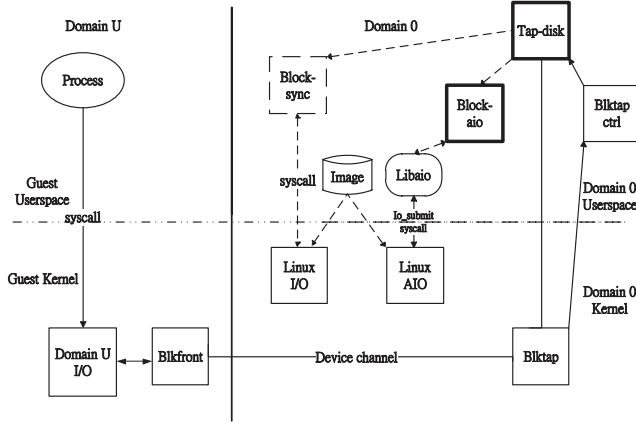 Domain U
Domain 0
Tap-disk
Process
Block-
sync
Block-
aio
Blktap
ctrl
syscall
Image
Libaio
Guest
Userspace
syscall
Domain 0
Userspace
Io_submit
syscall
Guest Kernel
Linux
I/O
Linux
AIO
Domain 0
Kernel
Domain U
I/O
Blkfront
Device channel
Blktap